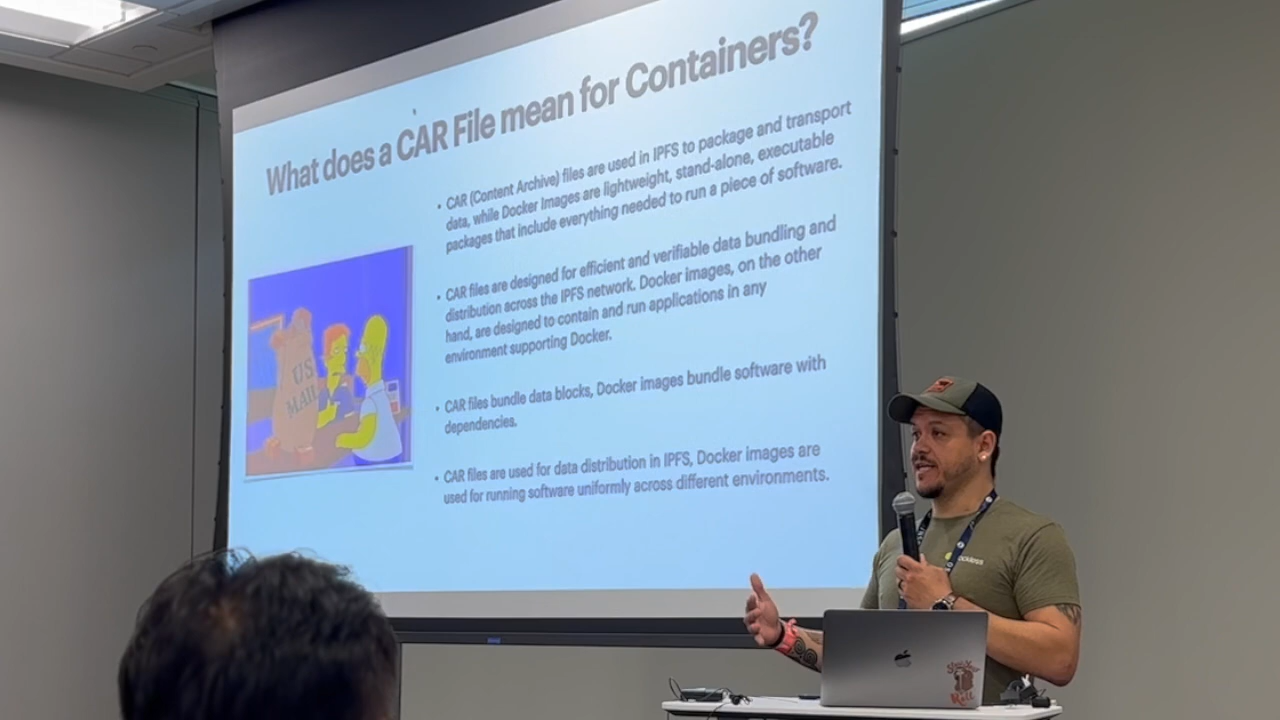 What does a CAR File mean for Containers?
• CAR (Content Archive) files are used in IPFS to package and transport
data, while Docker Images are lightweight, stand-alone, executable
packages that include everything needed to run a piece of software.
• CAR files are designed for efficient and verifiable data bundling and
distribution across the IPFS network. Docker images, on the other
hand, are designed to contain and run applications in any
environment supporting Docker.
• CAR files bundle data blocks, Docker images bundle software with
dependencies.
• CAR files are used for data distribution in IPFS, Docker images are
used for running software uniformly across different environments.
US
MAIL